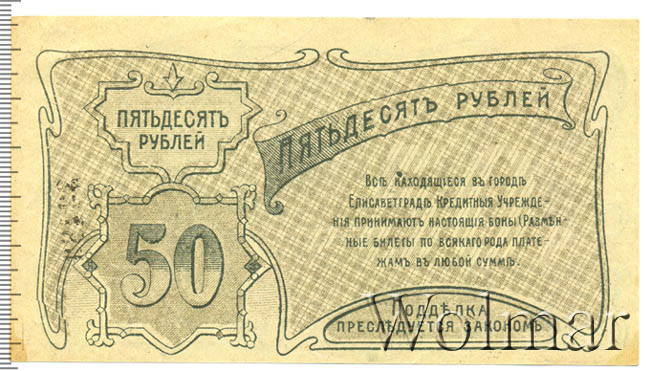 ПЯТЬДЕСЯТЪ
РУБЛЕЙ
50
ПЯТЬДЕСЯТЪ РУБЛЕЙ
Всѣ находящіеся въ городѣ
Елисаветградѣ Кредитныя Учрежде-
нія принимаютъ настоящія боны (Размѣн-
ные билеты по всякаго рода плате-
жамъ въ любой суммѣ.
Поддѣлка
преслѣдуется закономъ
Wolmar